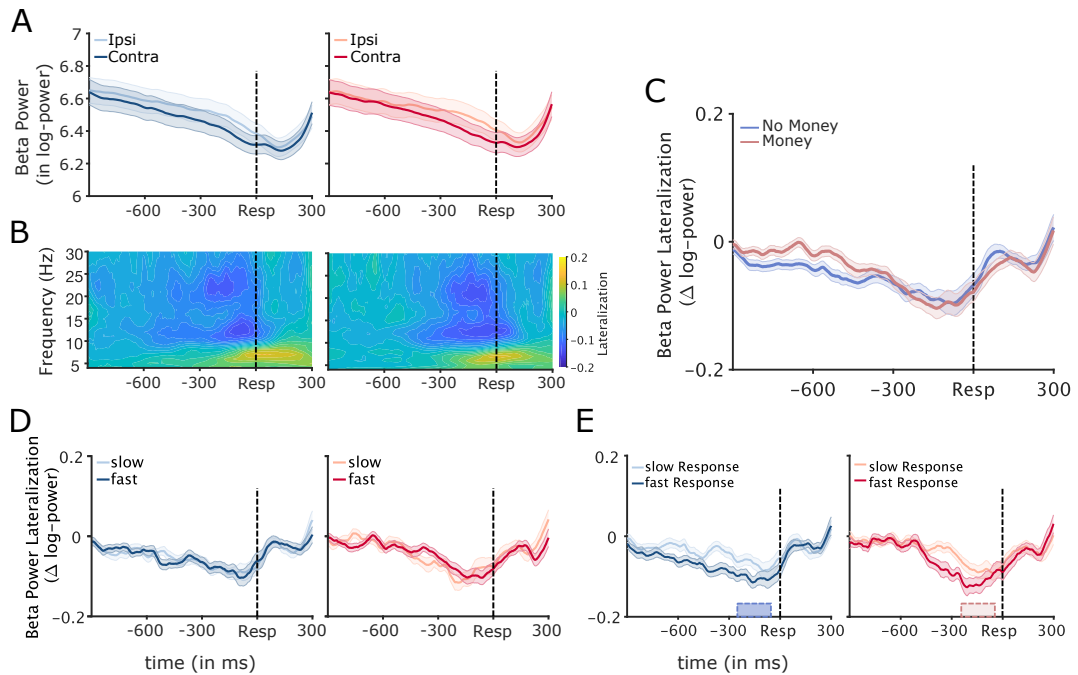 A
Beta Power
(in log-power)
7
6.8
6.6
6.4
6.2
6
Ipsi
Contra
-600
-300
Resp
300
Ipsi
Contra
-600
-300
Resp
300
B
Frequency (Hz)
30
25
20
15
10
5
-600
-300
Resp
300
-600
-300
Resp
300
0.2
0.1
0
−0.1
−0.2
Lateralization
C
Beta Power Lateralization
(Δ log−power)
0.2
0
−0.2
No Money
Money
−600
−300
Resp
300
D
Beta Power Lateralization
(Δ log−power)
0.2
0
−0.2
slow
fast
-600
-300
Resp
300
slow
fast
-600
-300
Resp
300
time (in ms)
E
0.2
0
−0.2
slow Response
fast Response
-600
-300
Resp
300
slow Response
fast Response
-600
-300
Resp
300
time (in ms)